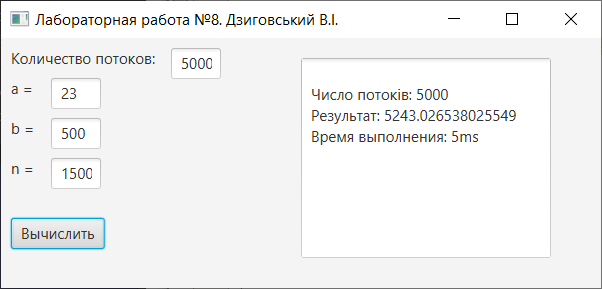 Лабораторная работа №8. Дзиговський В.І.
Количество потоков: 5000
a = 23
b = 500
n = 1500
Вычислить
Число потоків: 5000
Результат: 5243.026538025549
Время выполнения: 5ms